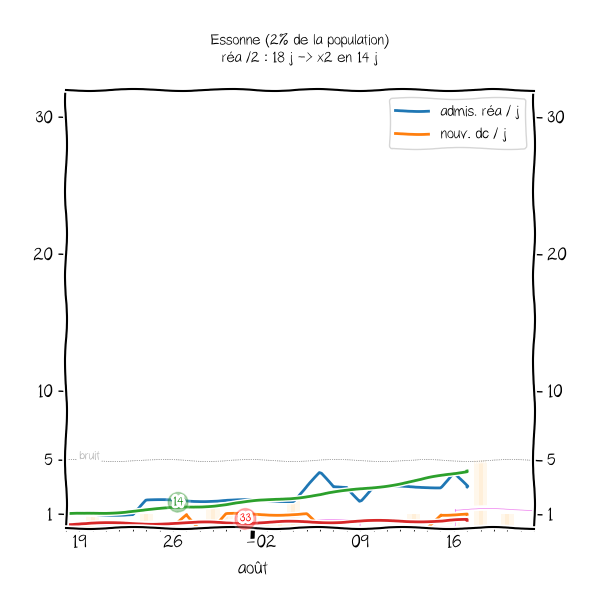 Essonne (2% de la population)
réa /2 : 18 j -> x2 en 14 j
admis. réa / j
nouv. dc / j
30 30
20 20
10 10
5 bruit 5
14
33
1 1
19 26 02 09 16
août